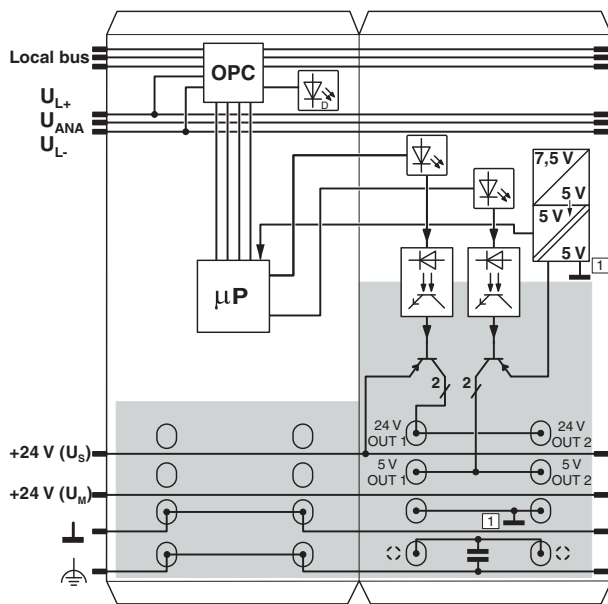 Local bus
OPC
D
U L+
U ANA
U L-
7,5 V
5 V
5 V
5 V
1
µP
2
2
24 V
OUT 1
24 V
OUT 2
+24 V (U S)
5 V
OUT 1
5 V
OUT 2
+24 V (U M)
1